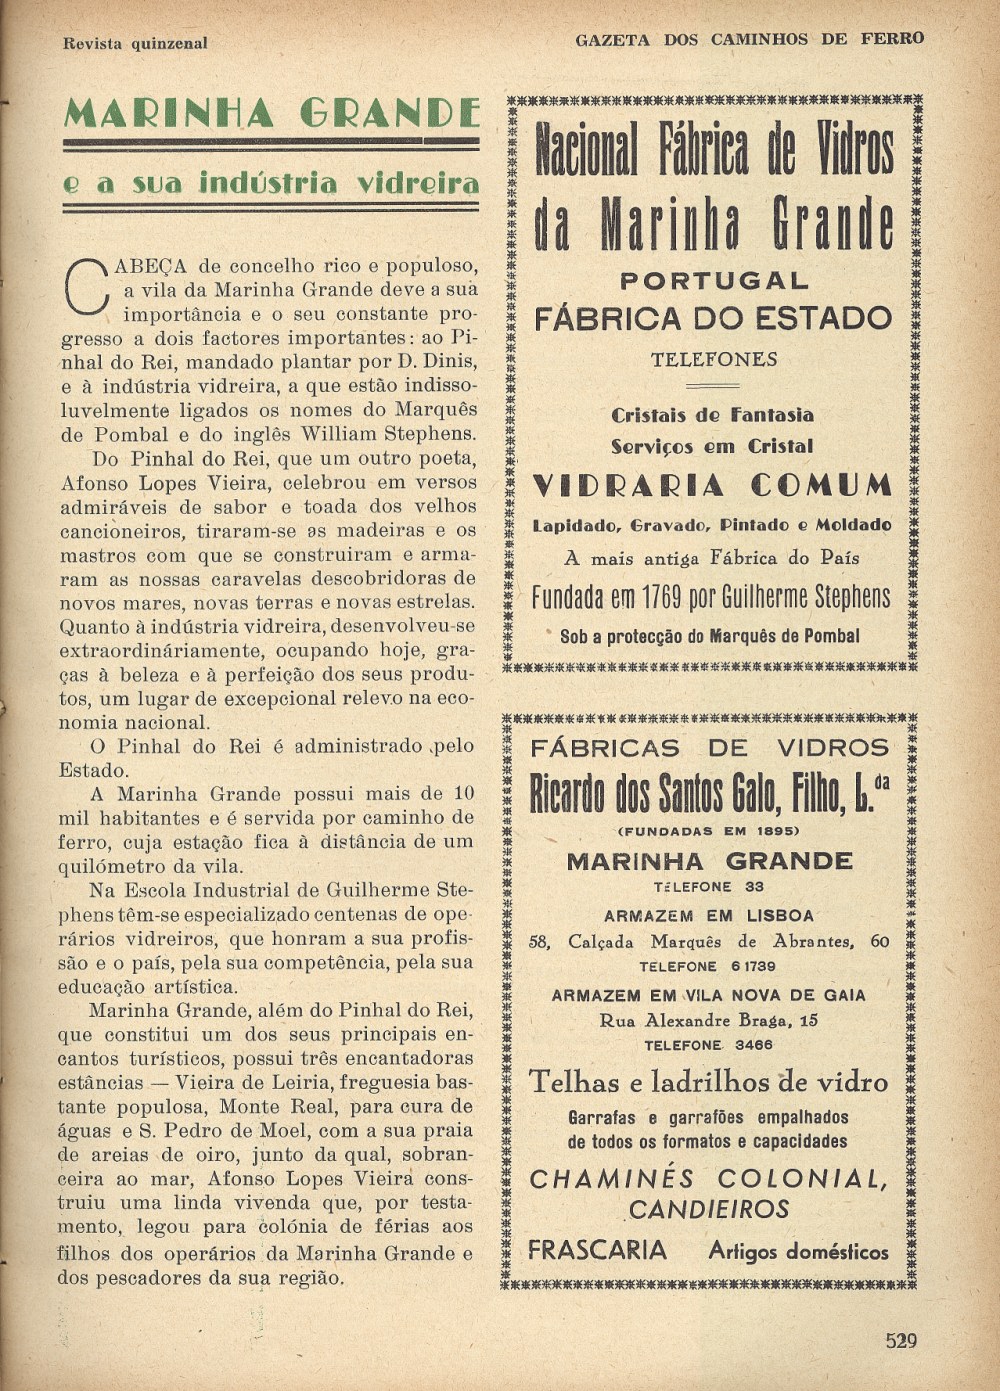 Revista quinzenal
GAZETA DOS CAMINHOS DE FERRO
MARINHA GRANDE
e a sua indústria vidreira
CABEÇA de concelho rico e populoso,
a vila da Marinha Grande deve a sua
importância e o seu constante pro-
gresso a dois factores importantes: ao Pi-
nhal do Rei, mandado plantar por D. Dinis,
e à indústria vidreira, a que estão indisso-
luvelmente ligados os nomes do Marquês
de Pombal e do inglês William Stephens.
Do Pinhal do Rei, que um outro poeta,
Afonso Lopes Vieira, celebrou em versos
admiráveis de sabor e toada dos velhos
cancioneiros, tiraram-se as madeiras e os
mastros com que se construiram e arma-
ram as nossas caravelas descobridoras de
novos mares, novas terras e novas estrelas.
Quanto à indústria vidreira, desenvolveu-se
extraordináriamente, ocupando hoje, gra-
ças à beleza e à perfeição dos seus produ-
tos, um lugar de excepcional relevo na eco-
nomia nacional.
O Pinhal do Rei é administrado pelo
Estado.
A Marinha Grande possui mais de 10
mil habitantes e é servida por caminho de
ferro, cuja estação fica à distância de um
quilómetro da vila.
Na Escola Industrial de Guilherme Ste-
phens têm-se especializado centenas de ope-
rários vidreiros, que honram a sua profis-
são e o país, pela sua competência, pela sua
educação artística.
Marinha Grande, além do Pinhal do Rei,
que constitui um dos seus principais en-
cantos turísticos, possui três encantadoras
estâncias — Vieira de Leiria, freguesia bas-
tante populosa, Monte Real, para cura de
águas e S. Pedro de Moel, com a sua praia
de areias de oiro, junto da qual, sobran-
ceira ao mar, Afonso Lopes Vieira cons-
truiu uma linda vivenda que, por testa-
mento, legou para colónia de férias aos
filhos dos operários da Marinha Grande e
dos pescadores da sua região.
Nacional Fábrica de Vidros
da Marinha Grande
PORTUGAL
FÁBRICA DO ESTADO
TELEFONES
Cristais de Fantasia
Serviços em Cristal
VIDRARIA COMUM
Lapidado, Gravado, Pintado e Moldado
A mais antiga Fábrica do País
Fundada em 1769 por Guilherme Stephens
Sob a protecção do Marquês de Pombal
FÁBRICAS DE VIDROS
Ricardo dos Santos Galo, Filho, L.da
(FUNDADAS EM 1895)
MARINHA GRANDE
TELEFONE 33
ARMAZEM EM LISBOA
58, Calçada Marquês de Abrantes, 60
TELEFONE 61739
ARMAZEM EM VILA NOVA DE GAIA
Rua Alexandre Braga, 15
TELEFONE 3466
Telhas e ladrilhos de vidro
Garrafas e garrafões empalhados
de todos os formatos e capacidades
CHAMINÉS COLONIAL,
CANDIEIROS
FRASCARIA Artigos domésticos
529